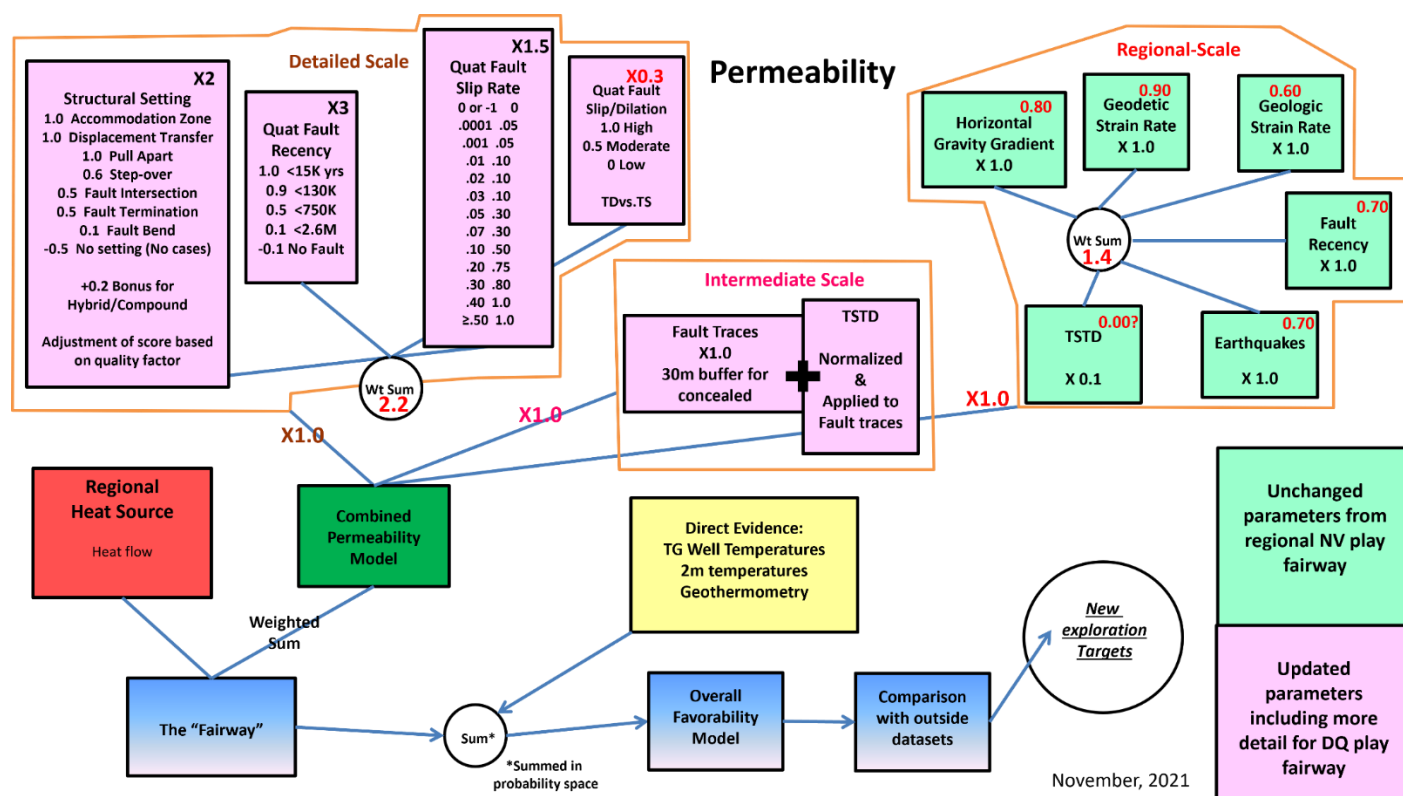 Permeability
Detailed Scale
X2
Structural Setting
1.0 Accommodation Zone
1.0 Displacement Transfer
1.0 Pull Apart
0.6 Step-over
0.5 Fault Intersection
0.5 Fault Termination
0.1 Fault Bend
-0.5 No setting (No cases)
+0.2 Bonus for
Hybrid/Compound
Adjustment of score based
on quality factor
X3
Quat Fault
Recency
1.0 <15K yrs
0.9 <130K
0.5 <750K
0.1 <2.6M
-0.1 No Fault
X1.5
Quat Fault
Slip Rate
0 or -1 0
.0001 .05
.001 .05
.01 .10
.02 .10
.03 .10
.05 .30
.07 .30
.10 .50
.20 .75
.30 .80
.40 1.0
≥.50 1.0
X0.3
Quat Fault
Slip/Dilation
1.0 High
0.5 Moderate
0 Low
TDvs.TS
Wt Sum
2.2
Regional-Scale
0.80
Horizontal
Gravity Gradient
X 1.0
0.90
Geodetic
Strain Rate
X 1.0
0.60
Geologic
Strain Rate
X 1.0
Wt Sum
1.4
0.70
Fault
Recency
X 1.0
0.00?
TSTD
X 0.1
0.70
Earthquakes
X 1.0
Intermediate Scale
Fault Traces
X1.0
30m buffer for
concealed
TSTD
Normalized
&
Applied to
Fault traces
X1.0
X1.0
X1.0
Regional
Heat Source
Heat flow
Combined
Permeability
Model
Direct Evidence:
TG Well Temperatures
2m temperatures
Geothermometry
Weighted
Sum
The “Fairway”
Sum*
*Summed in
probability space
Overall
Favorability
Model
Comparison
with outside
datasets
New
exploration
Targets
Unchanged
parameters from
regional NV play
fairway
Updated
parameters
including more
detail for DQ play
fairway
November, 2021